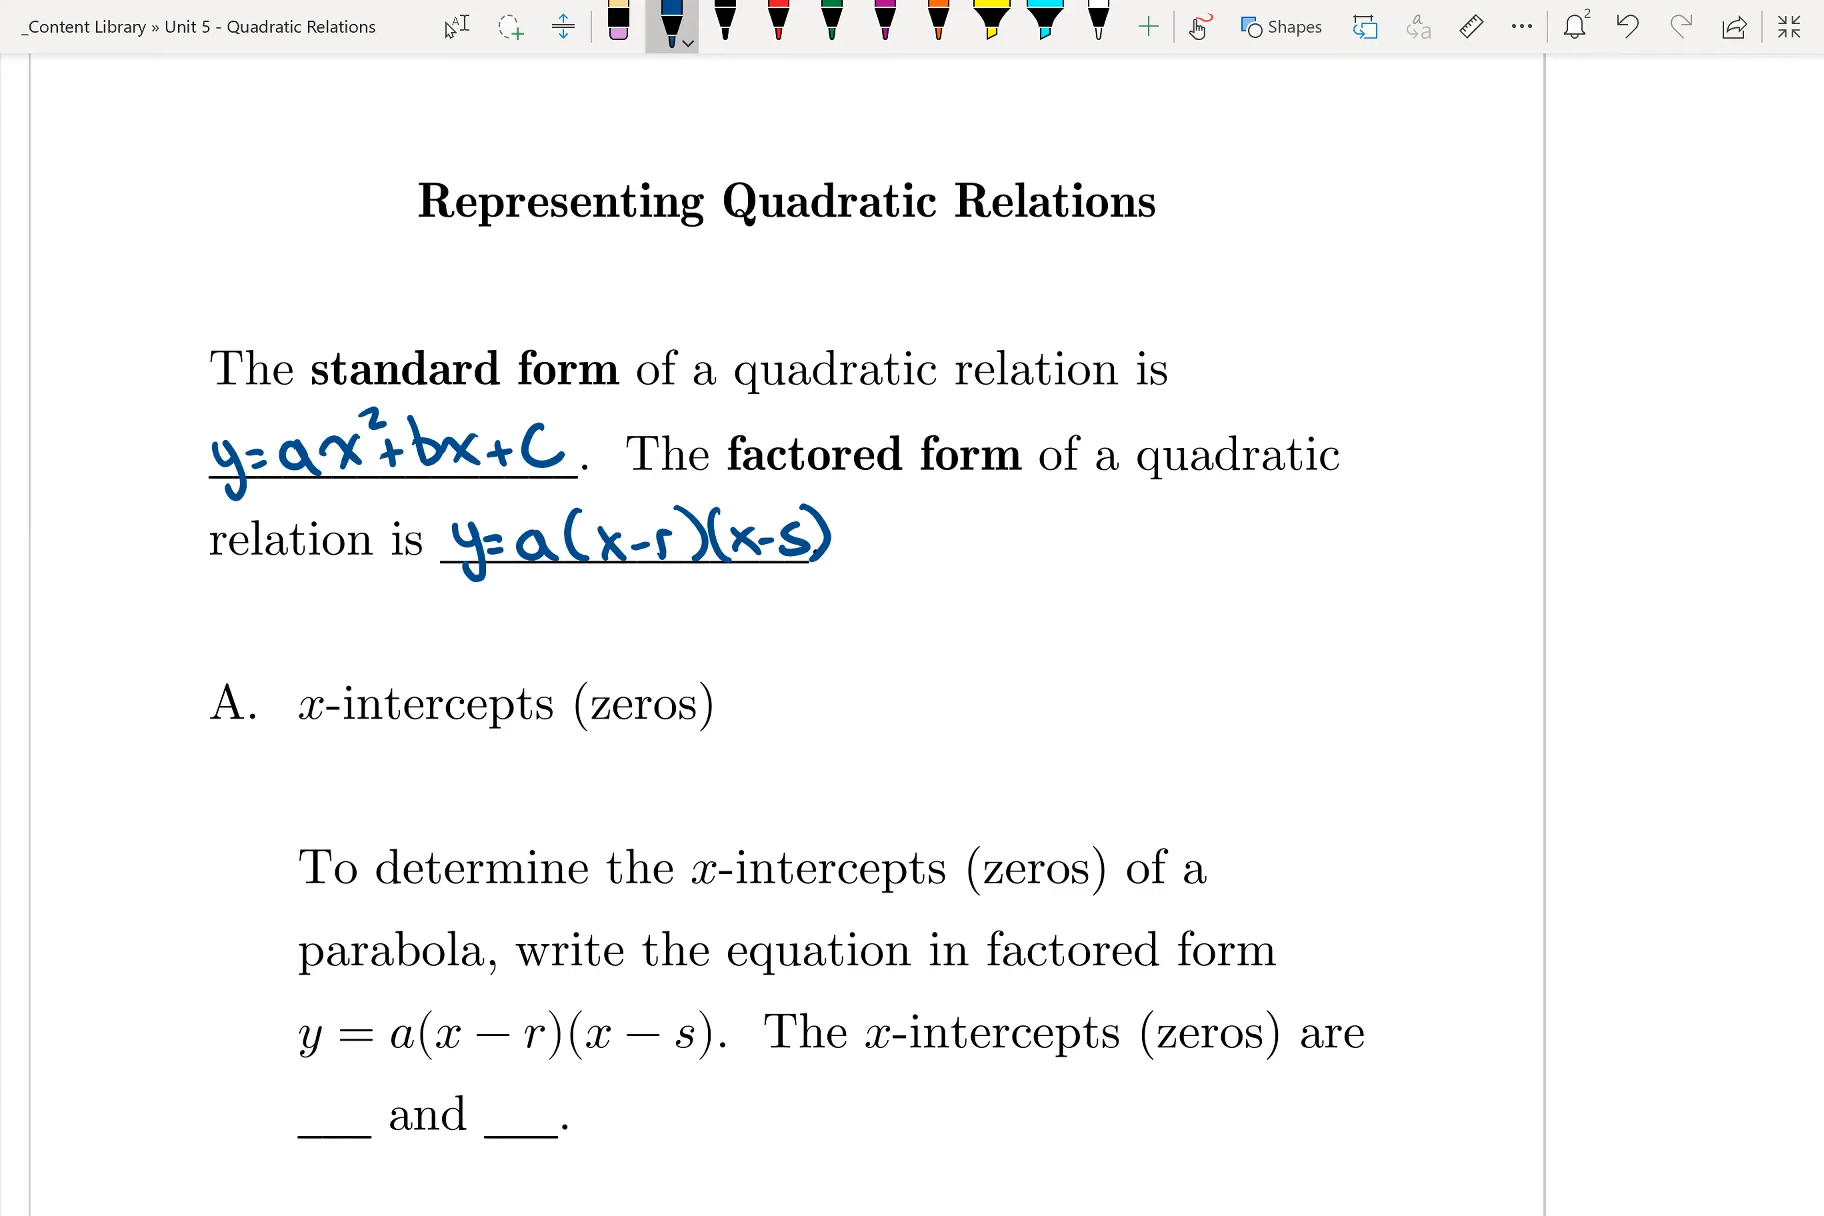 _Content Library » Unit 5 - Quadratic Relations
Shapes
2
Representing Quadratic Relations
The standard form of a quadratic relation is
y=ax²+bx+c. The factored form of a quadratic
relation is y=a(x-r)(x-s).
A. x-intercepts (zeros)
To determine the x-intercepts (zeros) of a
parabola, write the equation in factored form
y = a(x − r)(x − s). The x-intercepts (zeros) are
___ and ___.